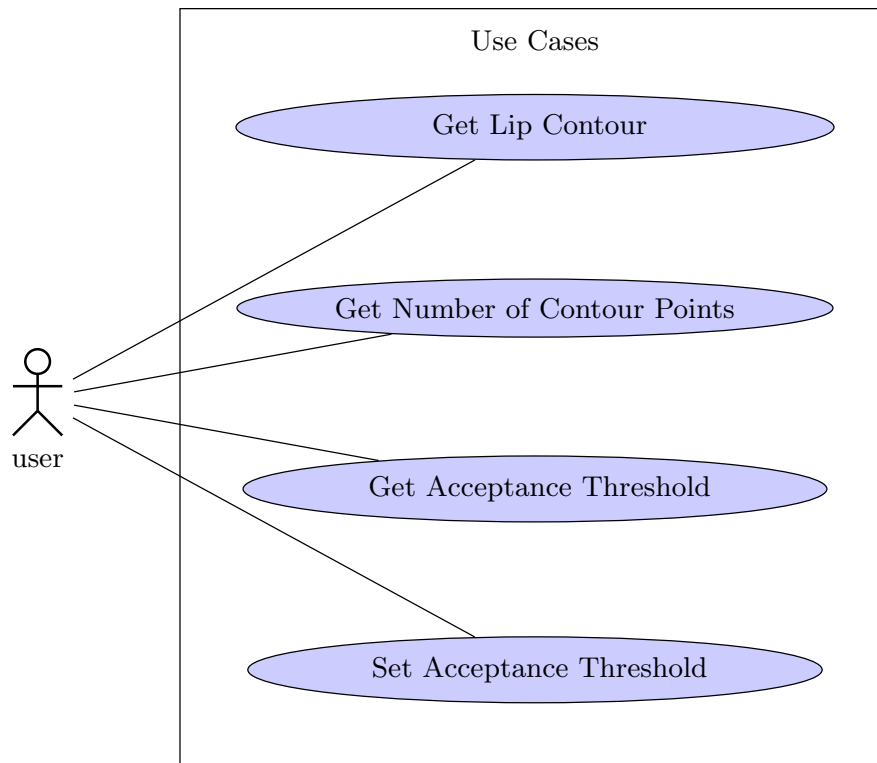 Use Cases
Get Lip Contour
Get Number of Contour Points
user
Get Acceptance Threshold
Set Acceptance Threshold